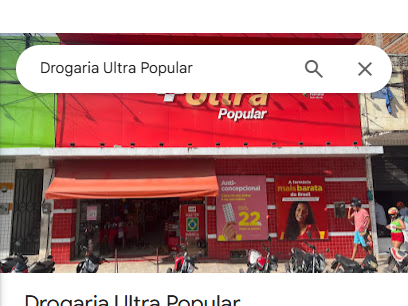 Drogaria Ultra Popular
Ultra
Popular
Anti-
concepcional
22
A farmácia
mais barata
do Brasil
Drogaria Ultra Popular